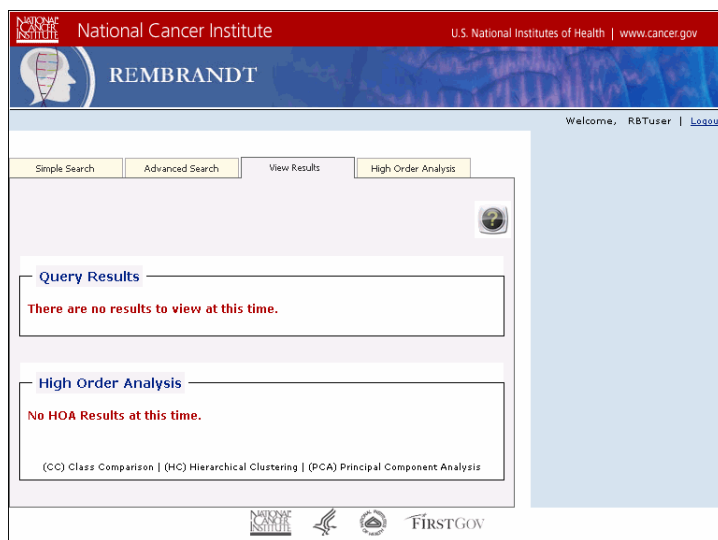 NATIONAL CANCER INSTITUTE National Cancer Institute U.S. National Institutes of Health | www.cancer.gov
REMBRANDT
Welcome, RBTuser | Logou
Simple Search Advanced Search View Results High Order Analysis
?
Query Results
There are no results to view at this time.
High Order Analysis
No HOA Results at this time.
(CC) Class Comparison | (HC) Hierarchical Clustering | (PCA) Principal Component Analysis
NATIONAL CANCER INSTITUTE FIRSTGOV